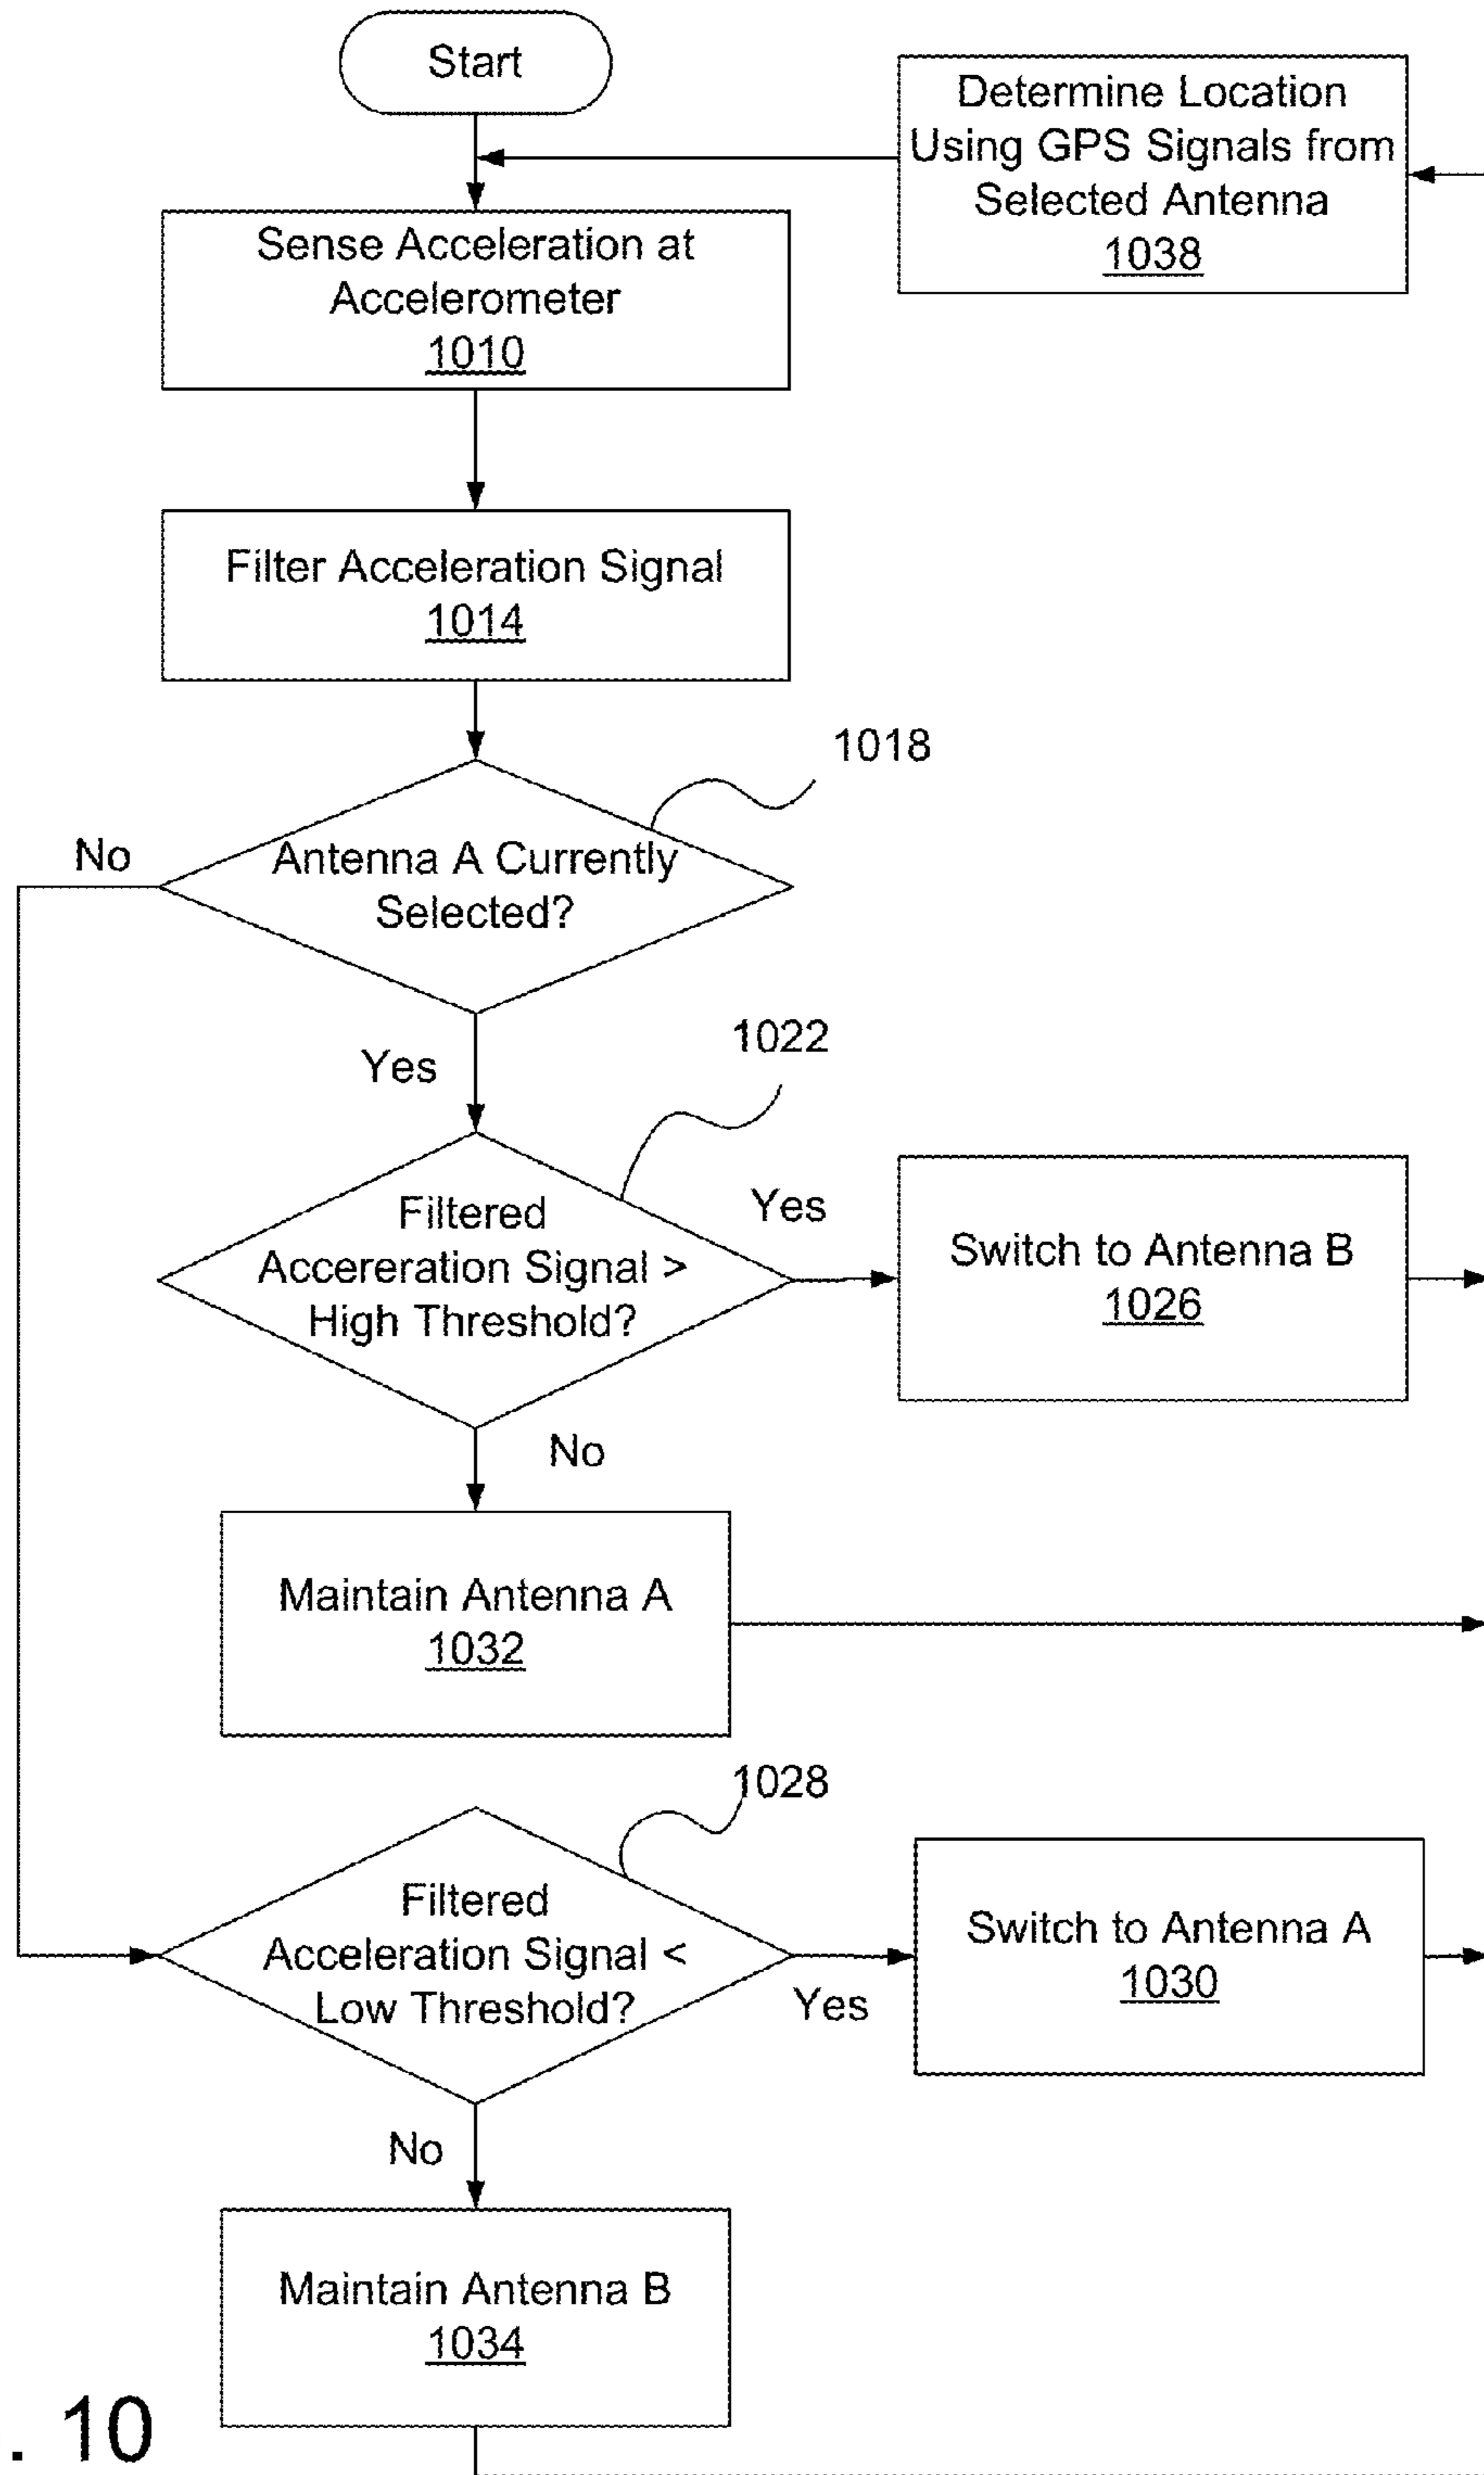 Start
Determine Location
Using GPS Signals from
Selected Antenna
1038
Sense Acceleration at
Accelerometer
1010
Filter Acceleration Signal
1014
1018
No
Antenna A Currently
Selected?
Yes
1022
Filtered
Accereration Signal >
High Threshold?
Yes
Switch to Antenna B
1026
No
Maintain Antenna A
1032
1028
Filtered
Acceleration Signal <
Low Threshold?
Yes
Switch to Antenna A
1030
No
Maintain Antenna B
1034
. 10